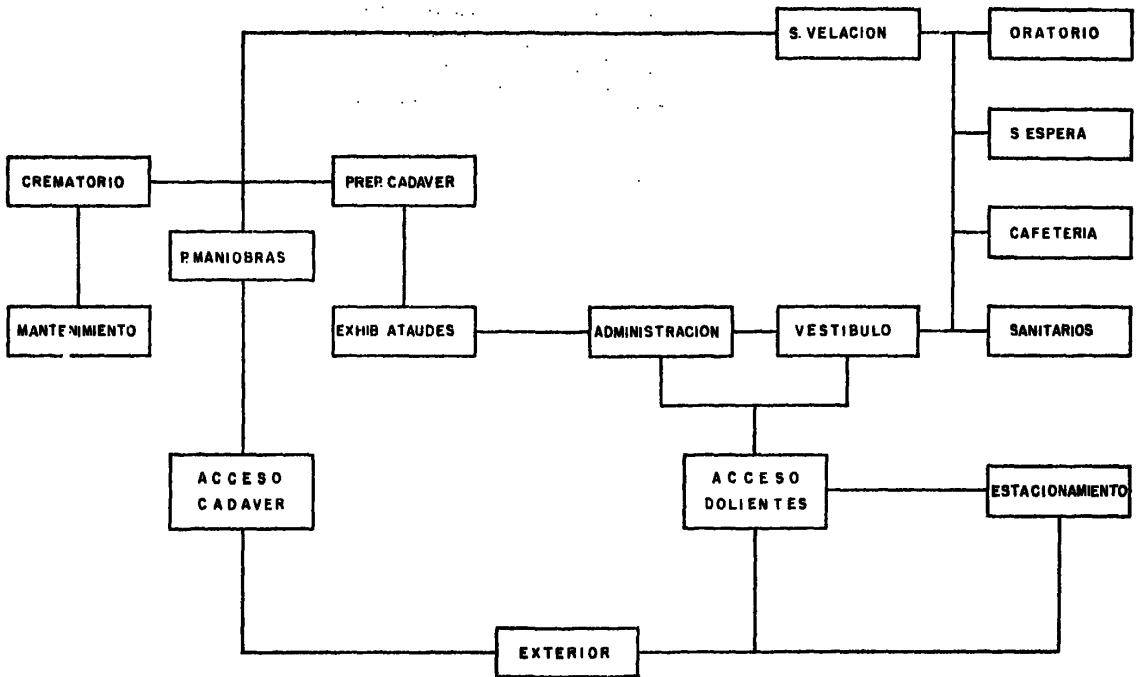 S. VELACION
ORATORIO
S ESPERA
CREMATORIO
PREP. CADAVER
CAFETERIA
P. MANIOBRAS
MANTENIMIENTO
EXHIB ATAUDES
ADMINISTRACION
VESTIBULO
SANITARIOS
ACCESO
CADAVER
ACCESO
DOLIENTES
ESTACIONAMIENTO
EXTERIOR